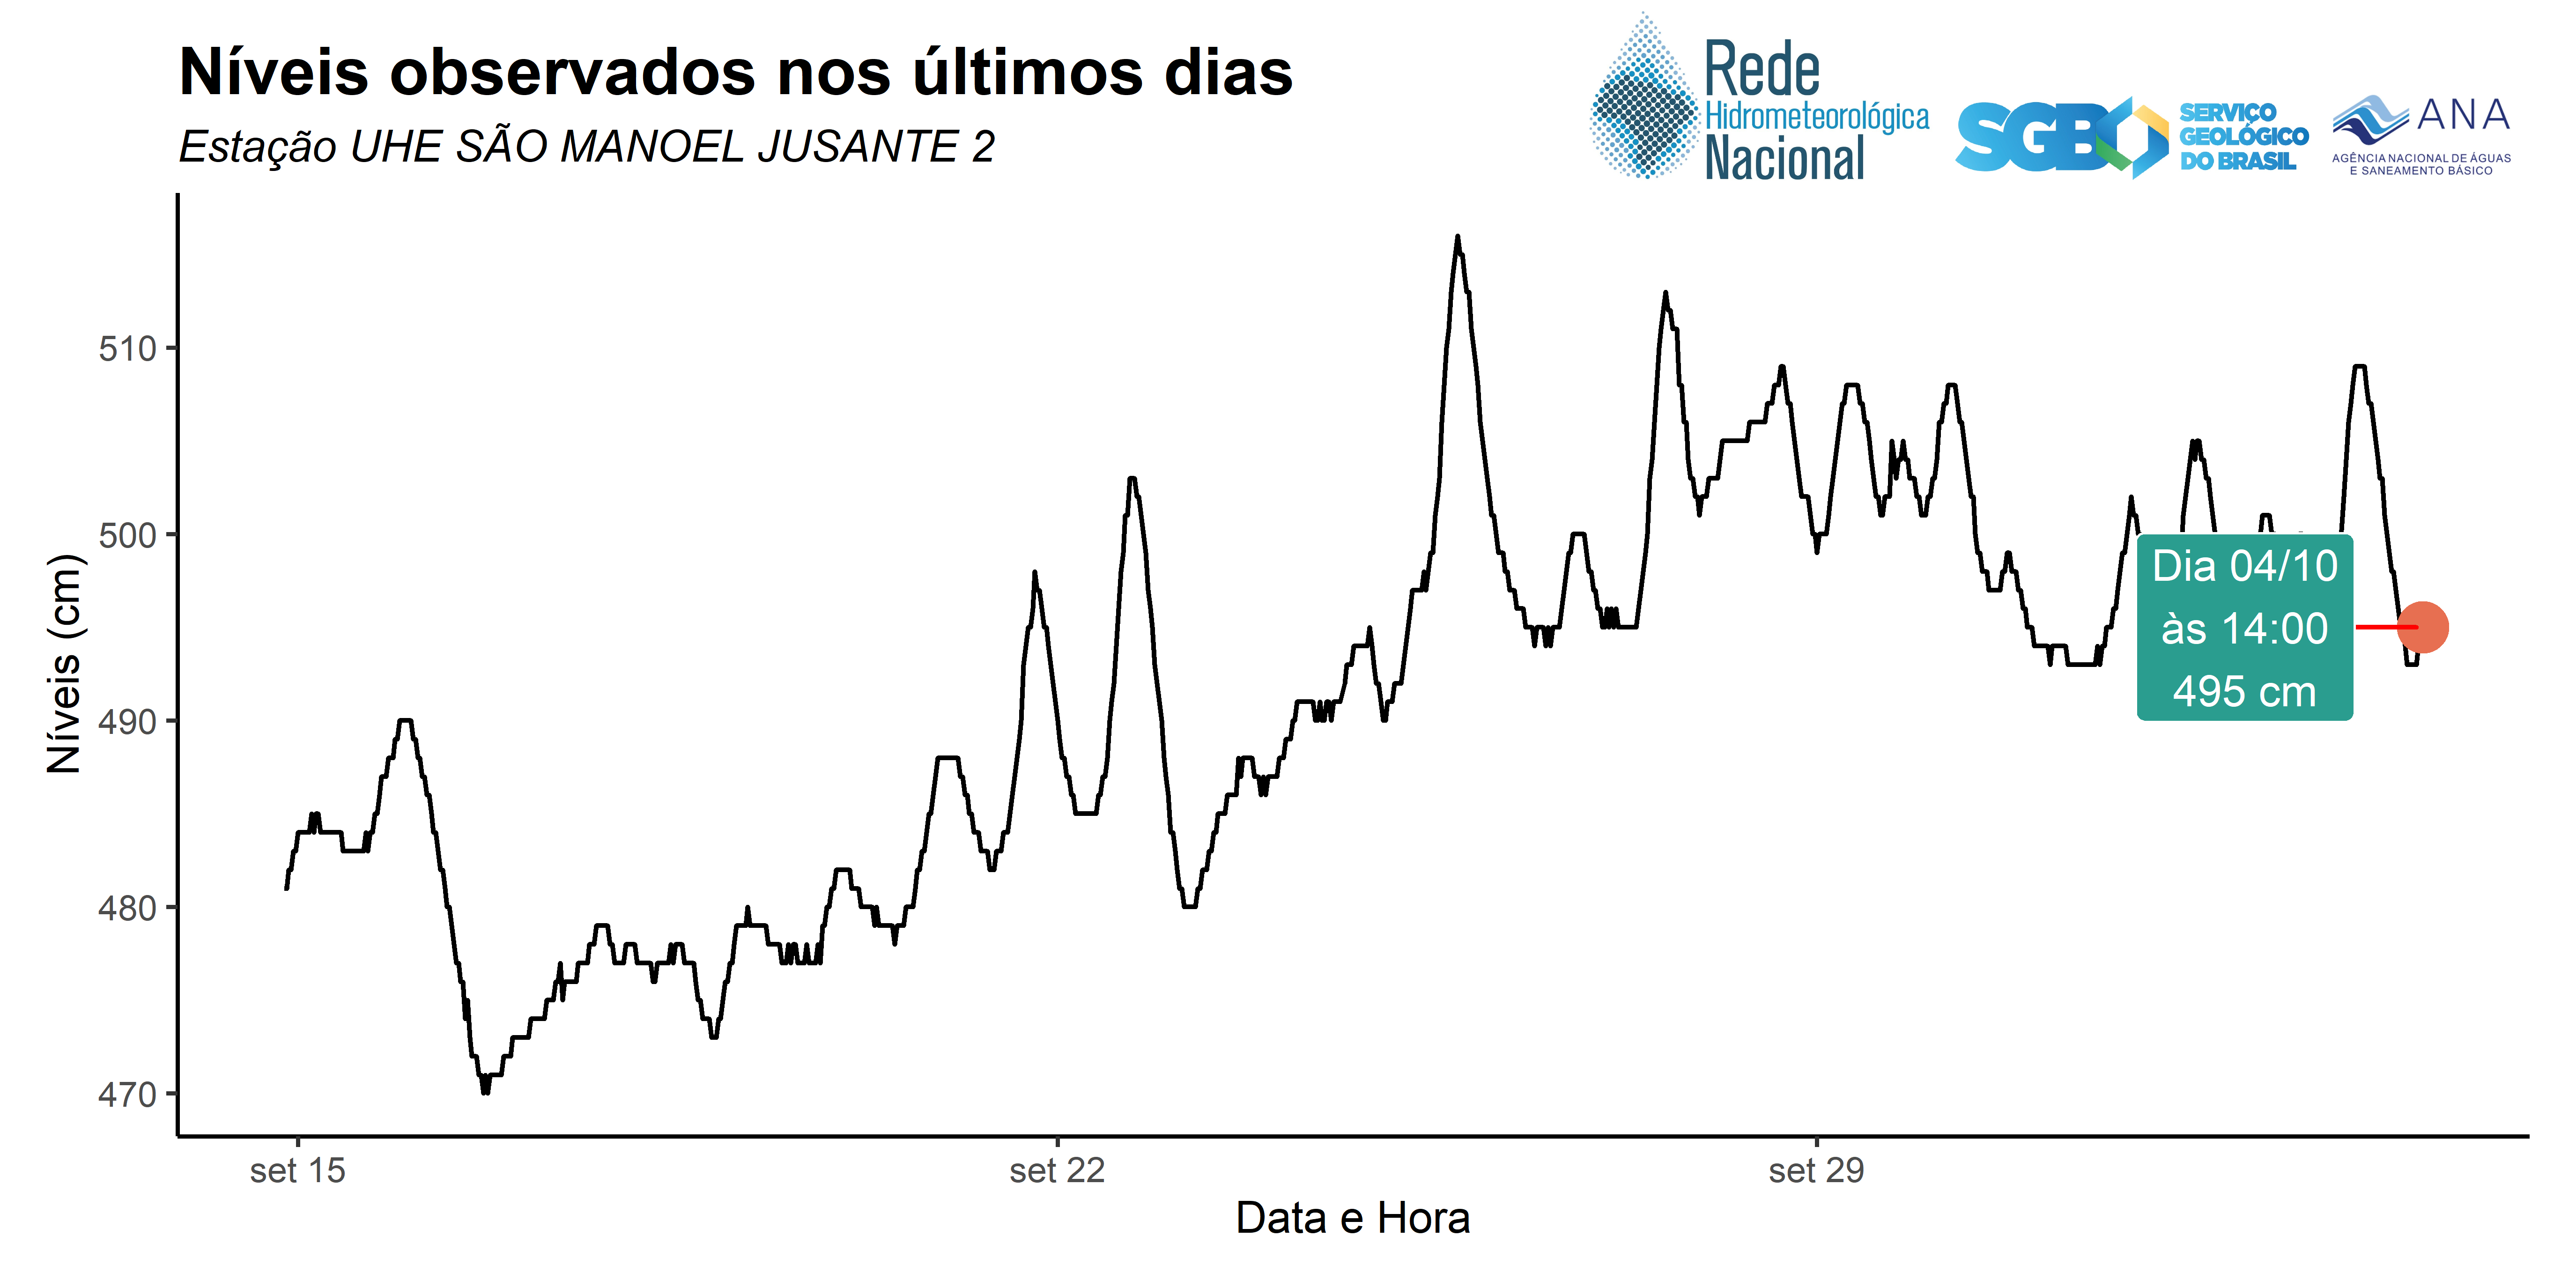 Níveis observados nos últimos dias
Estação UHE SÃO MANOEL JUSANTE 2
Rede
Hidrometeorológica
Nacional
SGB
SERVIÇO
GEOLÓGICO
DO BRASIL
ANA
AGÊNCIA NACIONAL DE ÁGUAS
E SANEAMENTO BÁSICO
Níveis (cm)
510
500
490
480
470
Dia 04/10
às 14:00
495 cm
set 15
set 22
set 29
Data e Hora